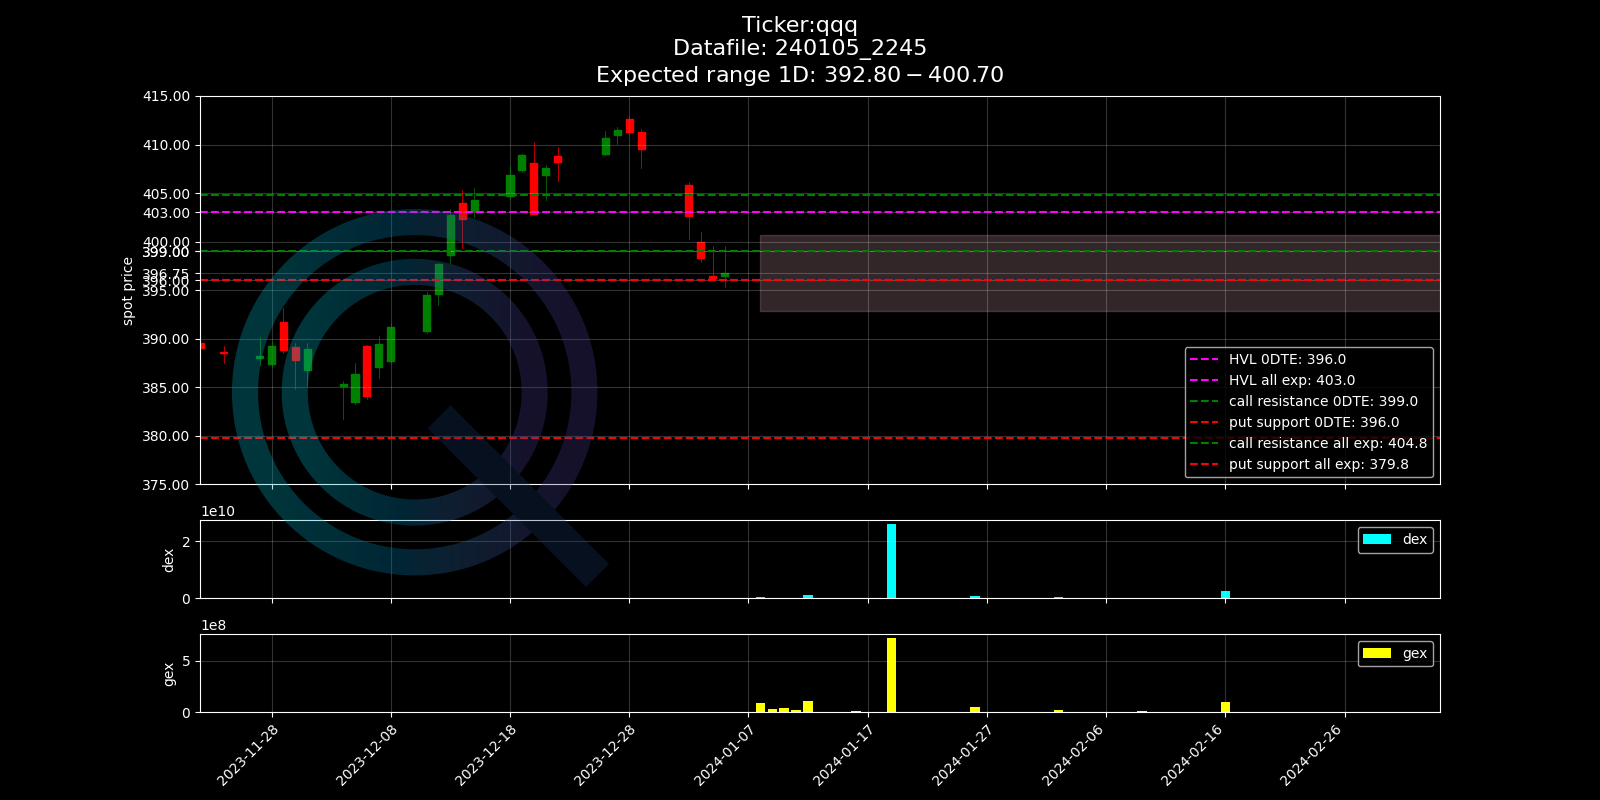 Ticker:qqq
Datafile: 240105_2245
Expected range 1D: 392.80 − 400.70
415.00
410.00
405.00
403.00
400.00
399.00
396.75
395.00
390.00
385.00
380.00
375.00
spot price
HVL 0DTE: 396.0
HVL all exp: 403.0
call resistance 0DTE: 399.0
put support 0DTE: 396.0
call resistance all exp: 404.8
put support all exp: 379.8
1e10
2
0
dex
dex
1e8
5
0
gex
gex
2023-11-28
2023-12-08
2023-12-18
2023-12-28
2024-01-07
2024-01-17
2024-01-27
2024-02-06
2024-02-16
2024-02-26